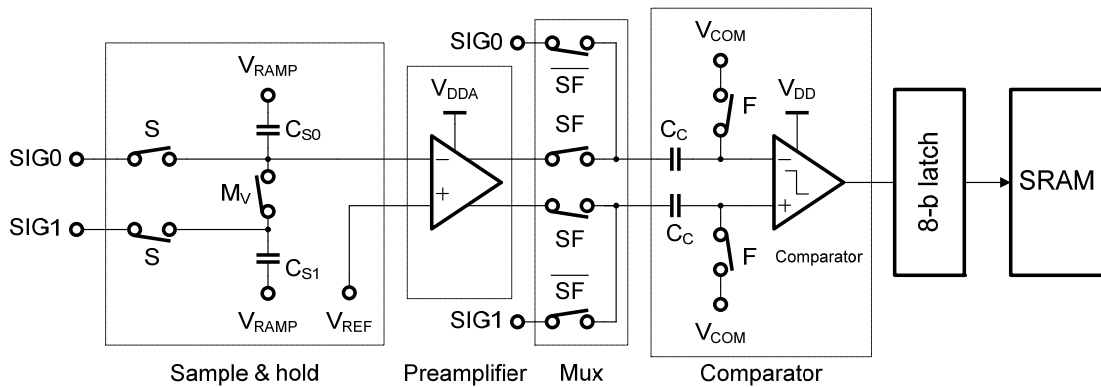 SIG0
S
SIG1
S
V_RAMP
C_S0
M_V
C_S1
V_RAMP
V_REF
Sample & hold
V_DDA
−
+
Preamplifier
SIG0
S̅F̅
SF
SF
S̅F̅
SIG1
Mux
V_COM
F
C_C
C_C
V_DD
−
+
Comparator
F
V_COM
Comparator
8-b latch
SRAM